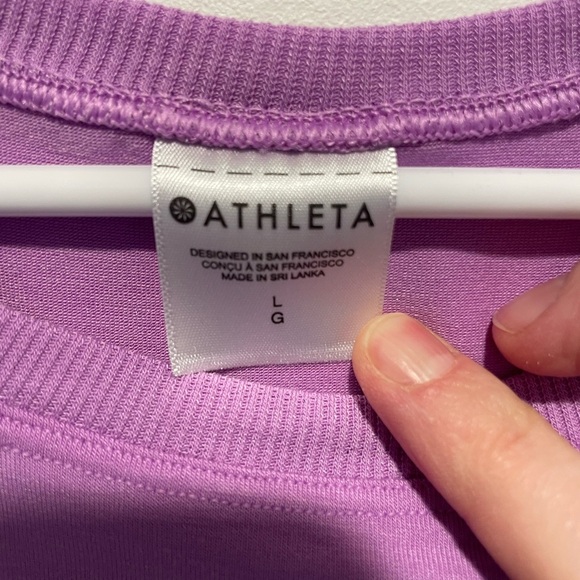 ATHLETA
DESIGNED IN SAN FRANCISCO
CONÇU À SAN FRANCISCO
MADE IN SRI LANKA
L
G